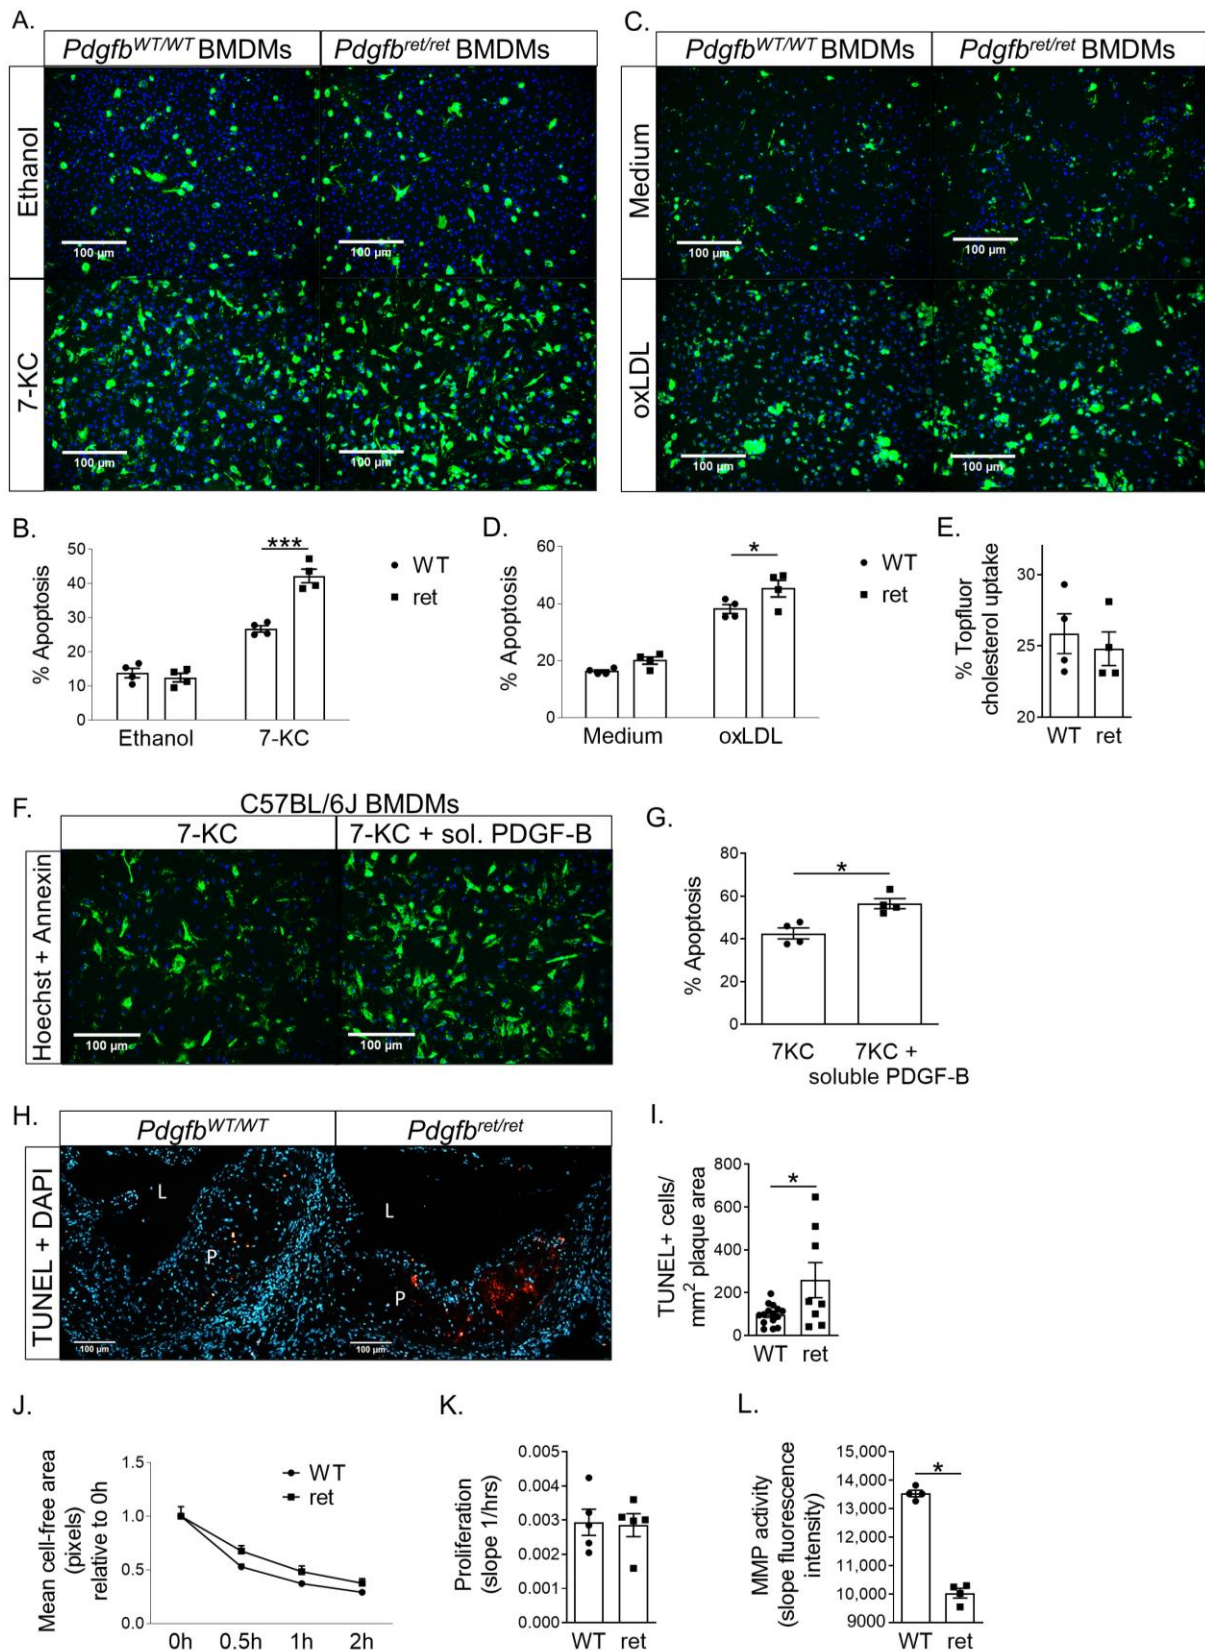 A.
Pdgfb^WT/WT BMDMs
Pdgfb^ret/ret BMDMs
Ethanol
100 µm
100 µm
7-KC
100 µm
100 µm
C.
Pdgfb^WT/WT BMDMs
Pdgfb^ret/ret BMDMs
Medium
100 µm
100 µm
oxLDL
100 µm
100 µm
B.
% Apoptosis
50
40
30
20
10
0
***
Ethanol
7-KC
WT
ret
D.
% Apoptosis
60
40
20
0
*
Medium
oxLDL
WT
ret
E.
% Topfluor
cholesterol uptake
30
25
20
WT
ret
F.
C57BL/6J BMDMs
7-KC
7-KC + sol. PDGF-B
Hoechst + Annexin
100 µm
100 µm
G.
% Apoptosis
80
60
40
20
0
*
7KC
7KC +
soluble PDGF-B
H.
Pdgfb^WT/WT
Pdgfb^ret/ret
TUNEL + DAPI
L
P
100 µm
L
P
100 µm
I.
TUNEL+ cells/
mm² plaque area
800
600
400
200
0
*
WT
ret
J.
Mean cell-free area
(pixels)
relative to 0h
1.5
1.0
0.5
0.0
0h
0.5h
1h
2h
WT
ret
K.
Proliferation
(slope 1/hrs)
0.005
0.004
0.003
0.002
0.001
0.000
WT
ret
L.
MMP activity
(slope fluorescence
intensity)
15,000
14,000
13,000
12,000
11,000
10,000
9000
*
WT
ret